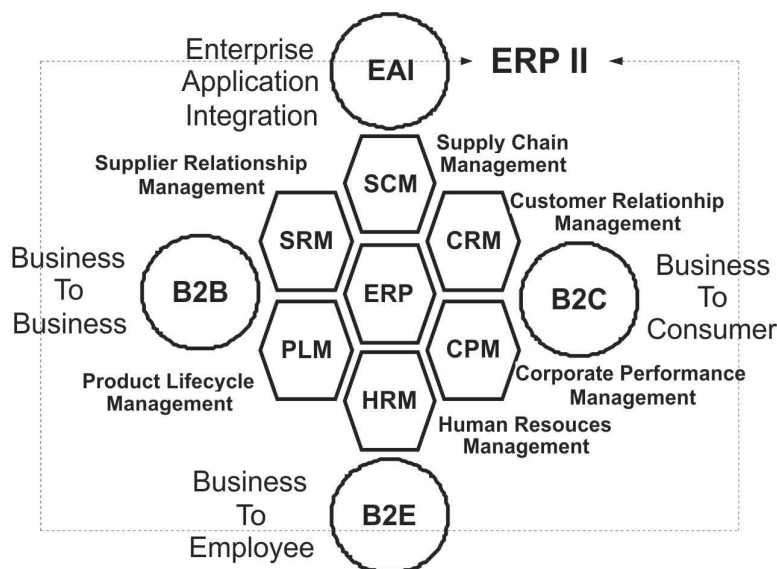 Enterprise
Application
Integration
EAI
ERP II
Supplier Relationship
Management
SCM
Supply Chain
Management
SRM
CRM
Customer Relationhip
Management
Business
To
Business
B2B
ERP
B2C
Business
To
Consumer
PLM
CPM
Product Lifecycle
Management
HRM
Corporate Performance
Management
Human Resouces
Management
Business
To
Employee
B2E